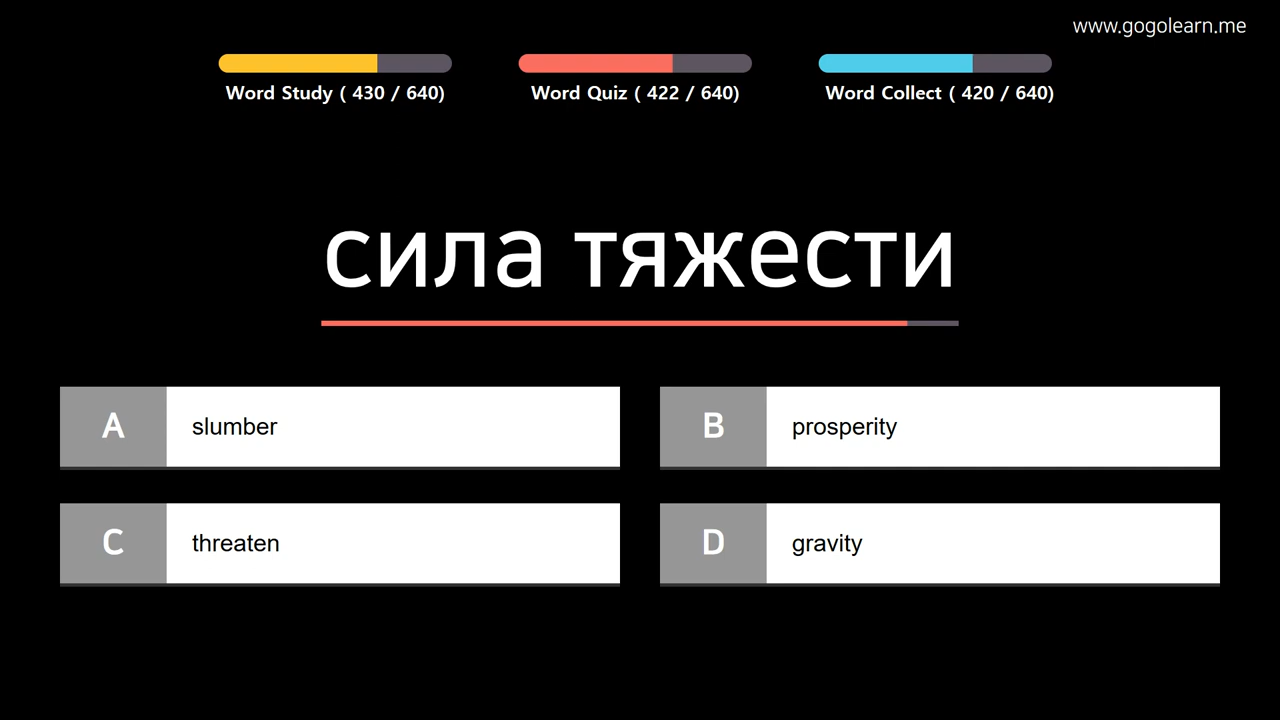 www.gogolearn.me
Word Study ( 430 / 640)
Word Quiz ( 422 / 640)
Word Collect ( 420 / 640)
сила тяжести
A slumber
B prosperity
C threaten
D gravity